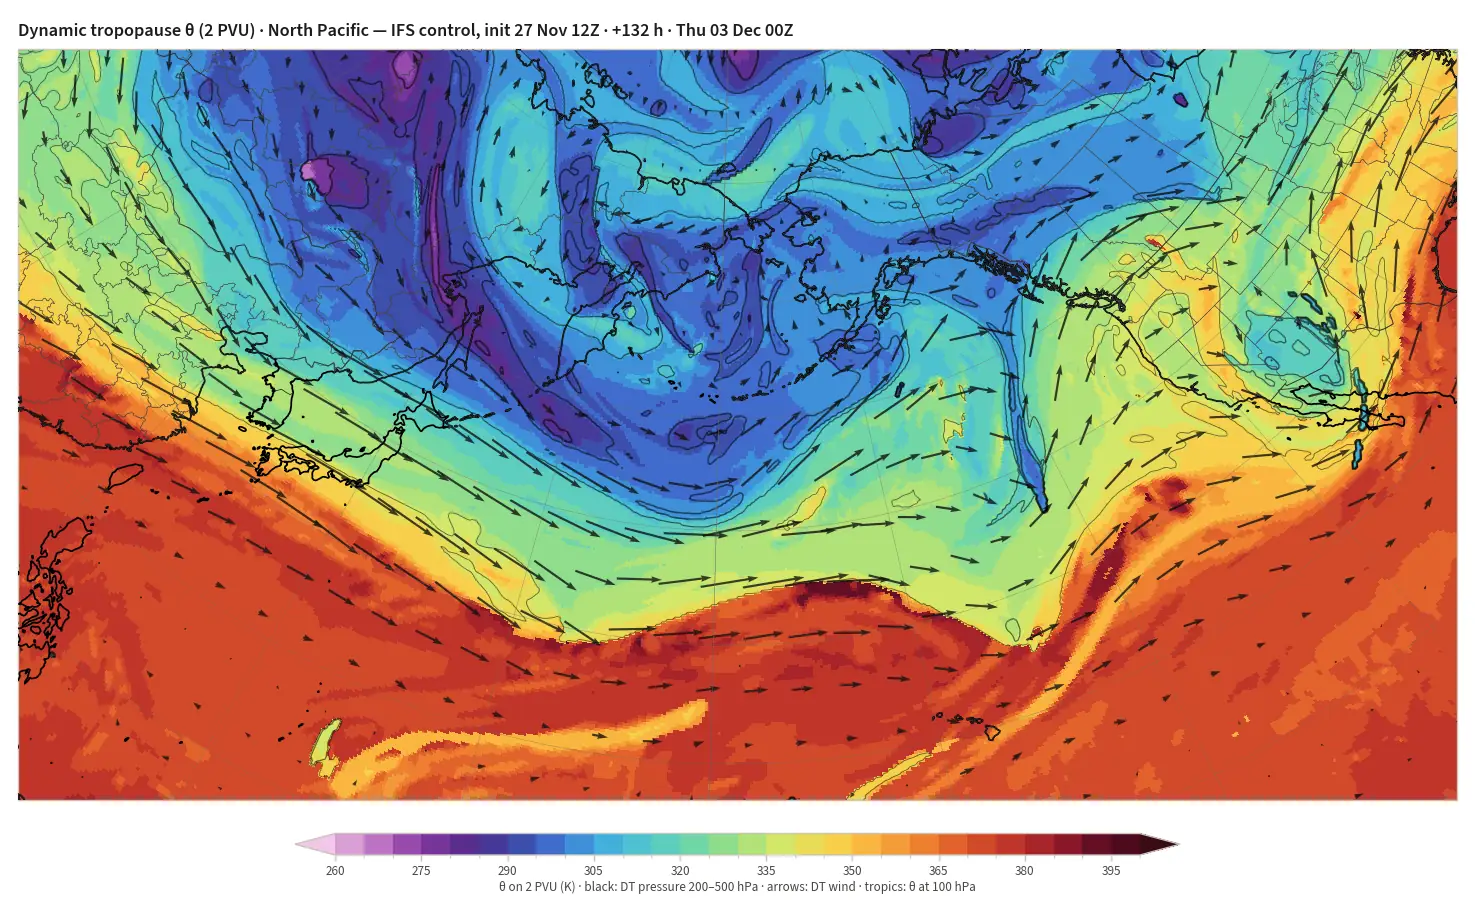 Dynamic tropopause θ (2 PVU) · North Pacific — IFS control, init 27 Nov 12Z · +132 h · Thu 03 Dec 00Z
260 275 290 305 320 335 350 365 380 395
θ on 2 PVU (K) · black: DT pressure 200–500 hPa · arrows: DT wind · tropics: θ at 100 hPa